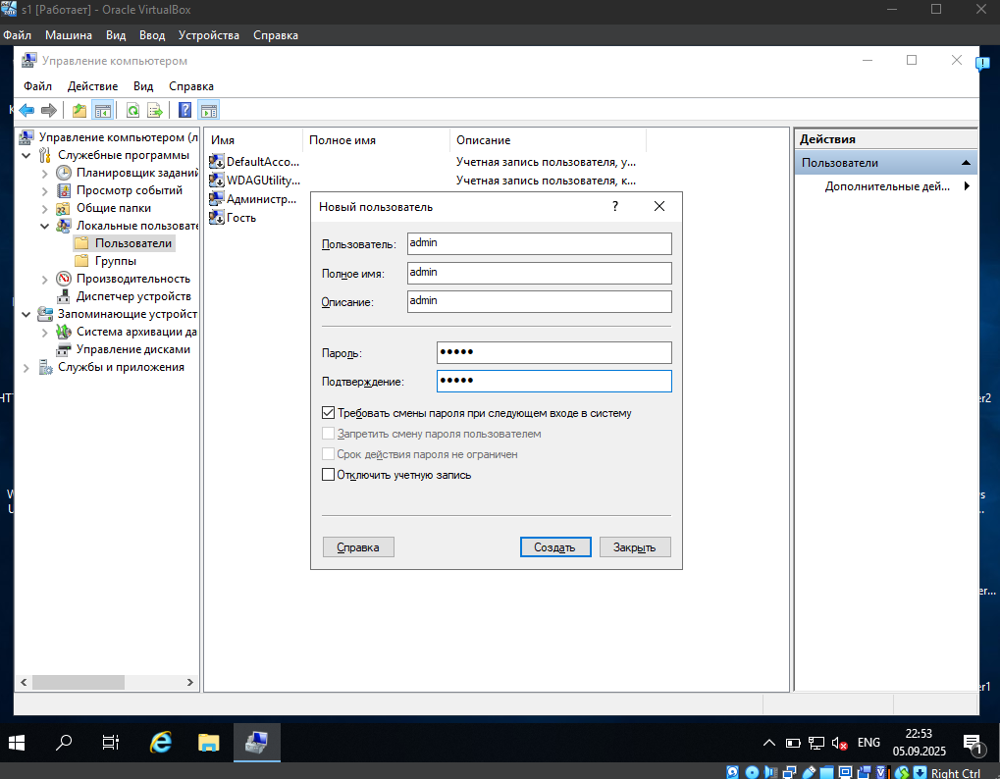 s1 [Работает] - Oracle VirtualBox
Файл Машина Вид Ввод Устройства Справка
Управление компьютером
Файл Действие Вид Справка
Управление компьютером (л
Служебные программы
Планировщик заданий
Просмотр событий
Общие папки
Локальные пользовате
Пользователи
Группы
Производительность
Диспетчер устройств
Запоминающие устройст
Система архивации да
Управление дисками
Службы и приложения
Имя Полное имя Описание
DefaultAcco... Учетная запись пользователя, у...
WDAGUtility... Учетная запись пользователя, к...
Администр...
Гость
Новый пользователь ?
Пользователь: admin
Полное имя: admin
Описание: admin
Пароль: •••••
Подтверждение: •••••
Требовать смены пароля при следующем входе в систему
Запретить смену пароля пользователем
Срок действия пароля не ограничен
Отключить учетную запись
Справка Создать Закрыть
Действия
Пользователи
Дополнительные дей...
er2
er...
er1
ENG
22:53
05.09.2025
1
Right Ctrl